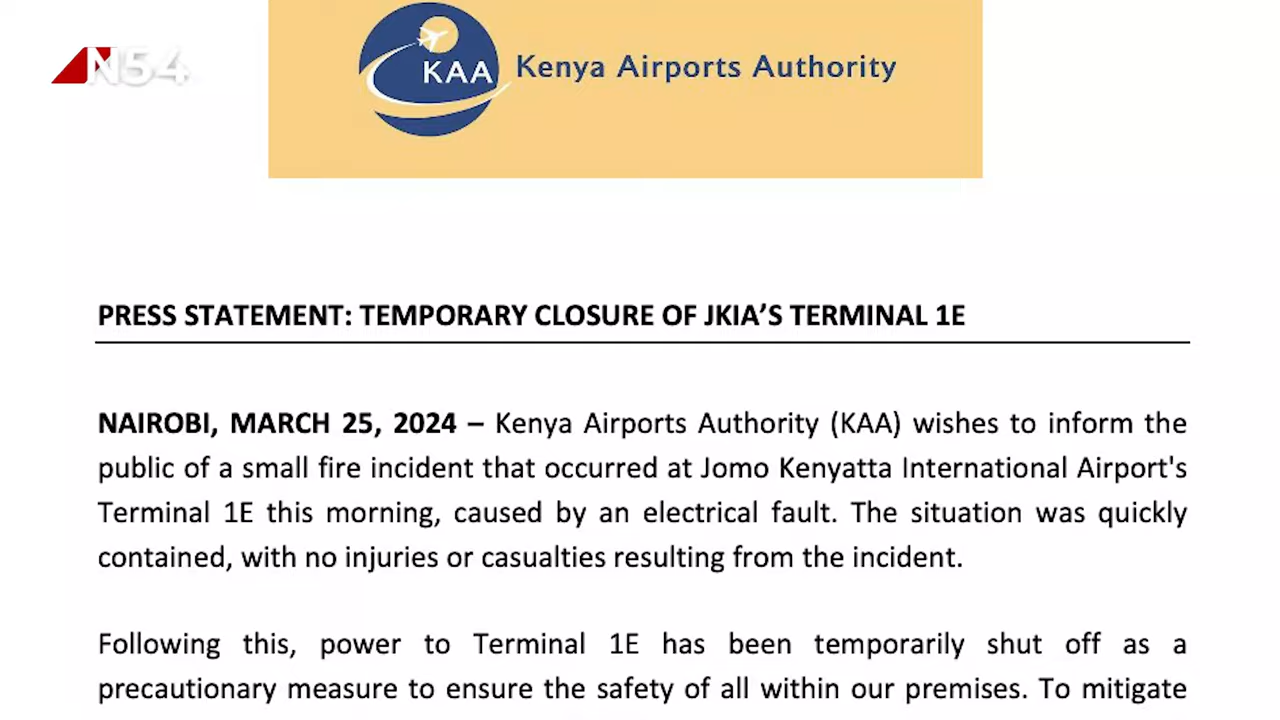 N54
KAA Kenya Airports Authority
PRESS STATEMENT: TEMPORARY CLOSURE OF JKIA’S TERMINAL 1E
NAIROBI, MARCH 25, 2024 – Kenya Airports Authority (KAA) wishes to inform the
public of a small fire incident that occurred at Jomo Kenyatta International Airport's
Terminal 1E this morning, caused by an electrical fault. The situation was quickly
contained, with no injuries or casualties resulting from the incident.
Following this, power to Terminal 1E has been temporarily shut off as a
precautionary measure to ensure the safety of all within our premises. To mitigate